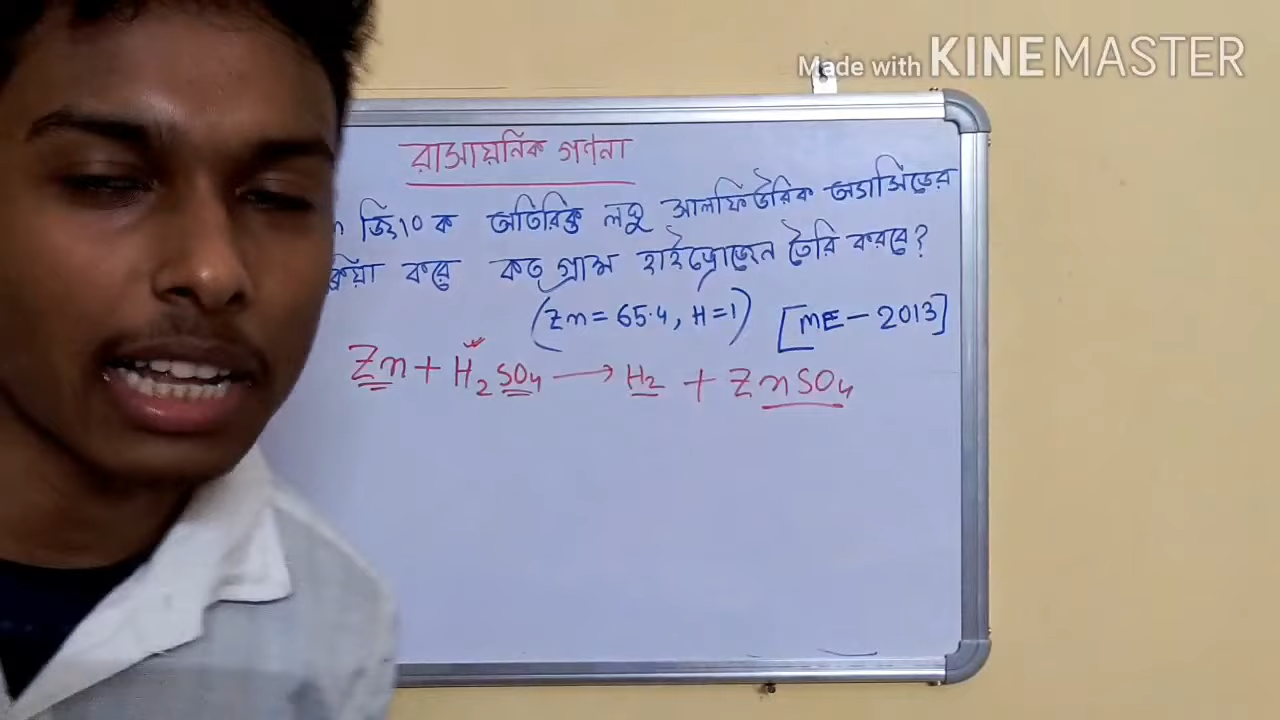 Made with KINEMASTER
রাসায়নিক গণনা
জিংক অতিরিক্ত লঘু সালফিউরিক অ্যাসিডের
ক্রিয়া করে কত গ্রাম হাইড্রোজেন তৈরি করবে?
(Zn = 65.4, H = 1) [ME - 2013]
Zn + H₂SO₄ → H₂ + ZnSO₄